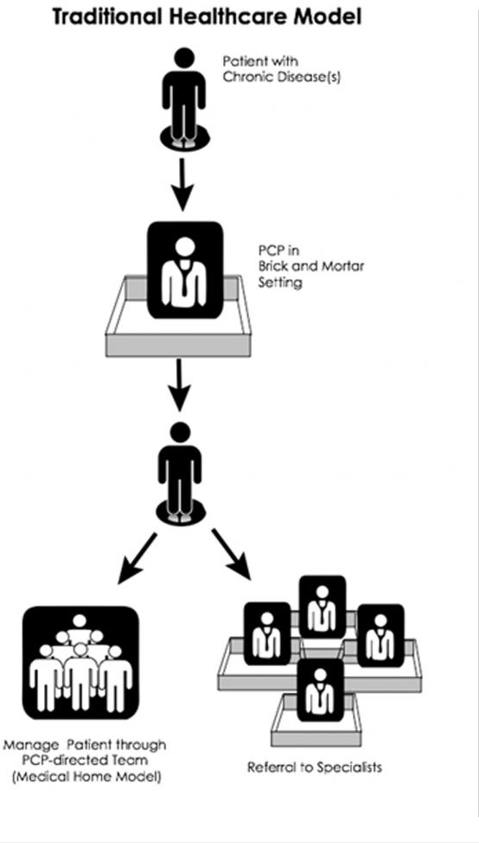 Traditional Healthcare Model
Patient with
Chronic Disease(s)
PCP in
Brick and Mortar
Setting
Manage Patient through
PCP-directed Team
(Medical Home Model)
Referral to Specialists